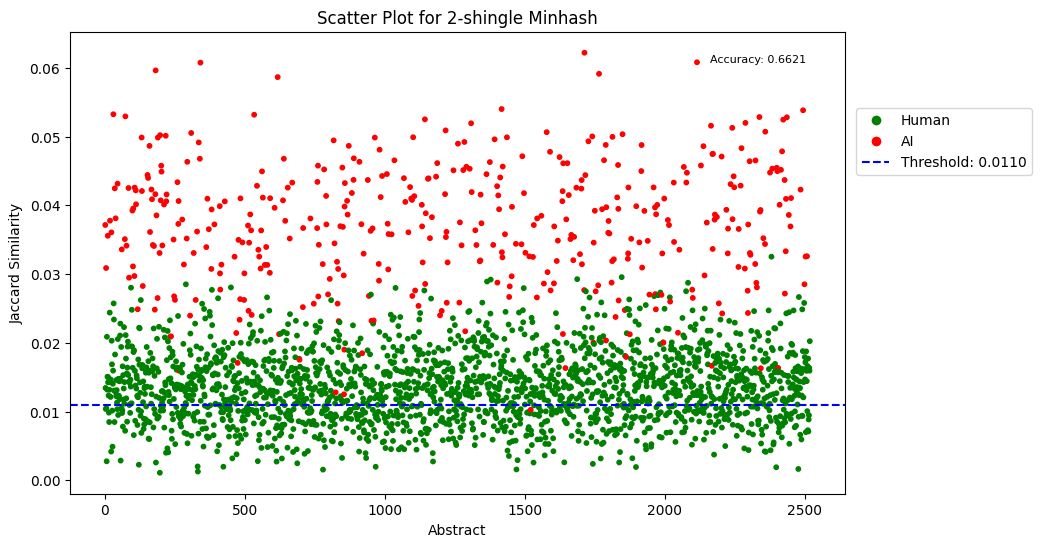 Scatter Plot for 2-shingle Minhash
Accuracy: 0.6621
Human
AI
Threshold: 0.0110
Jaccard Similarity
0.06
0.05
0.04
0.03
0.02
0.01
0.00
0
500
1000
1500
2000
2500
Abstract